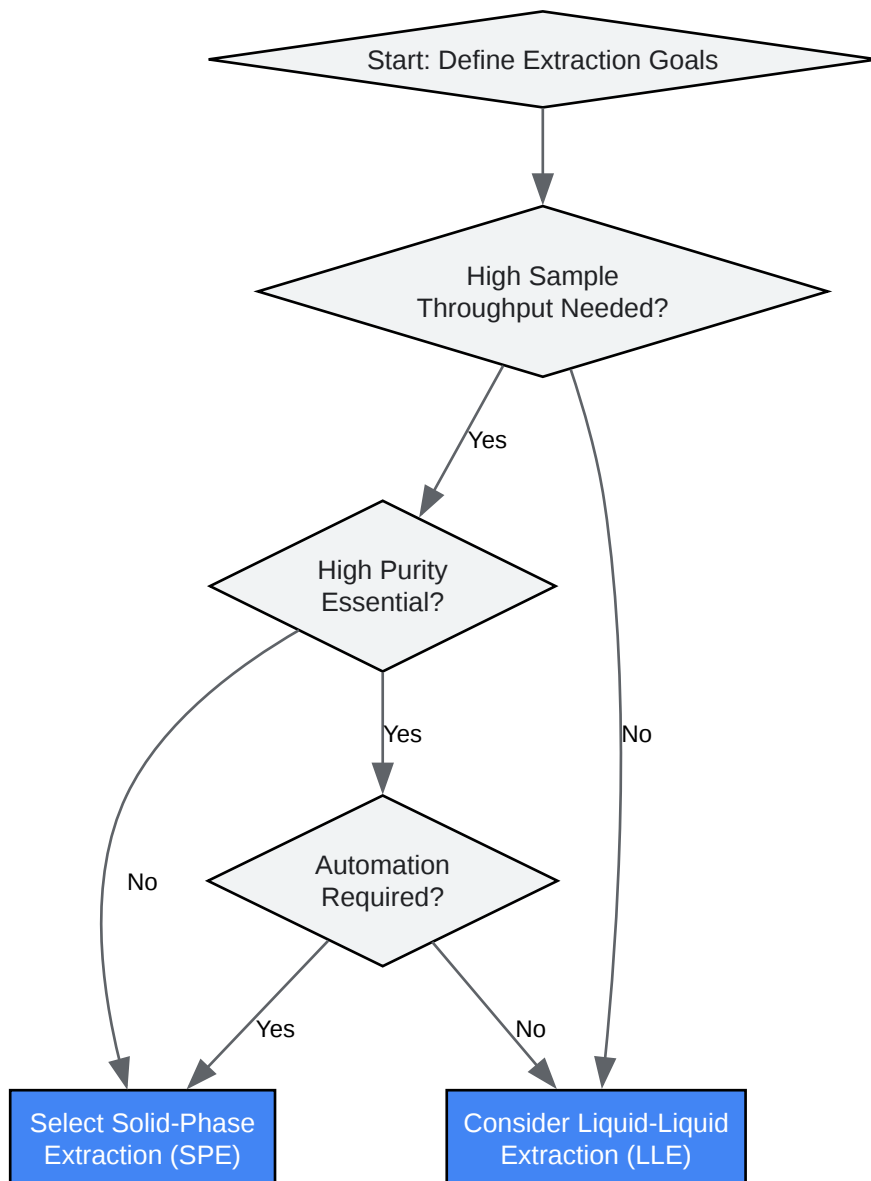 Start: Define Extraction Goals
High Sample
Throughput Needed?
Yes
High Purity
Essential?
Yes
No
No
Automation
Required?
Yes
No
Select Solid-Phase
Extraction (SPE)
Consider Liquid-Liquid
Extraction (LLE)